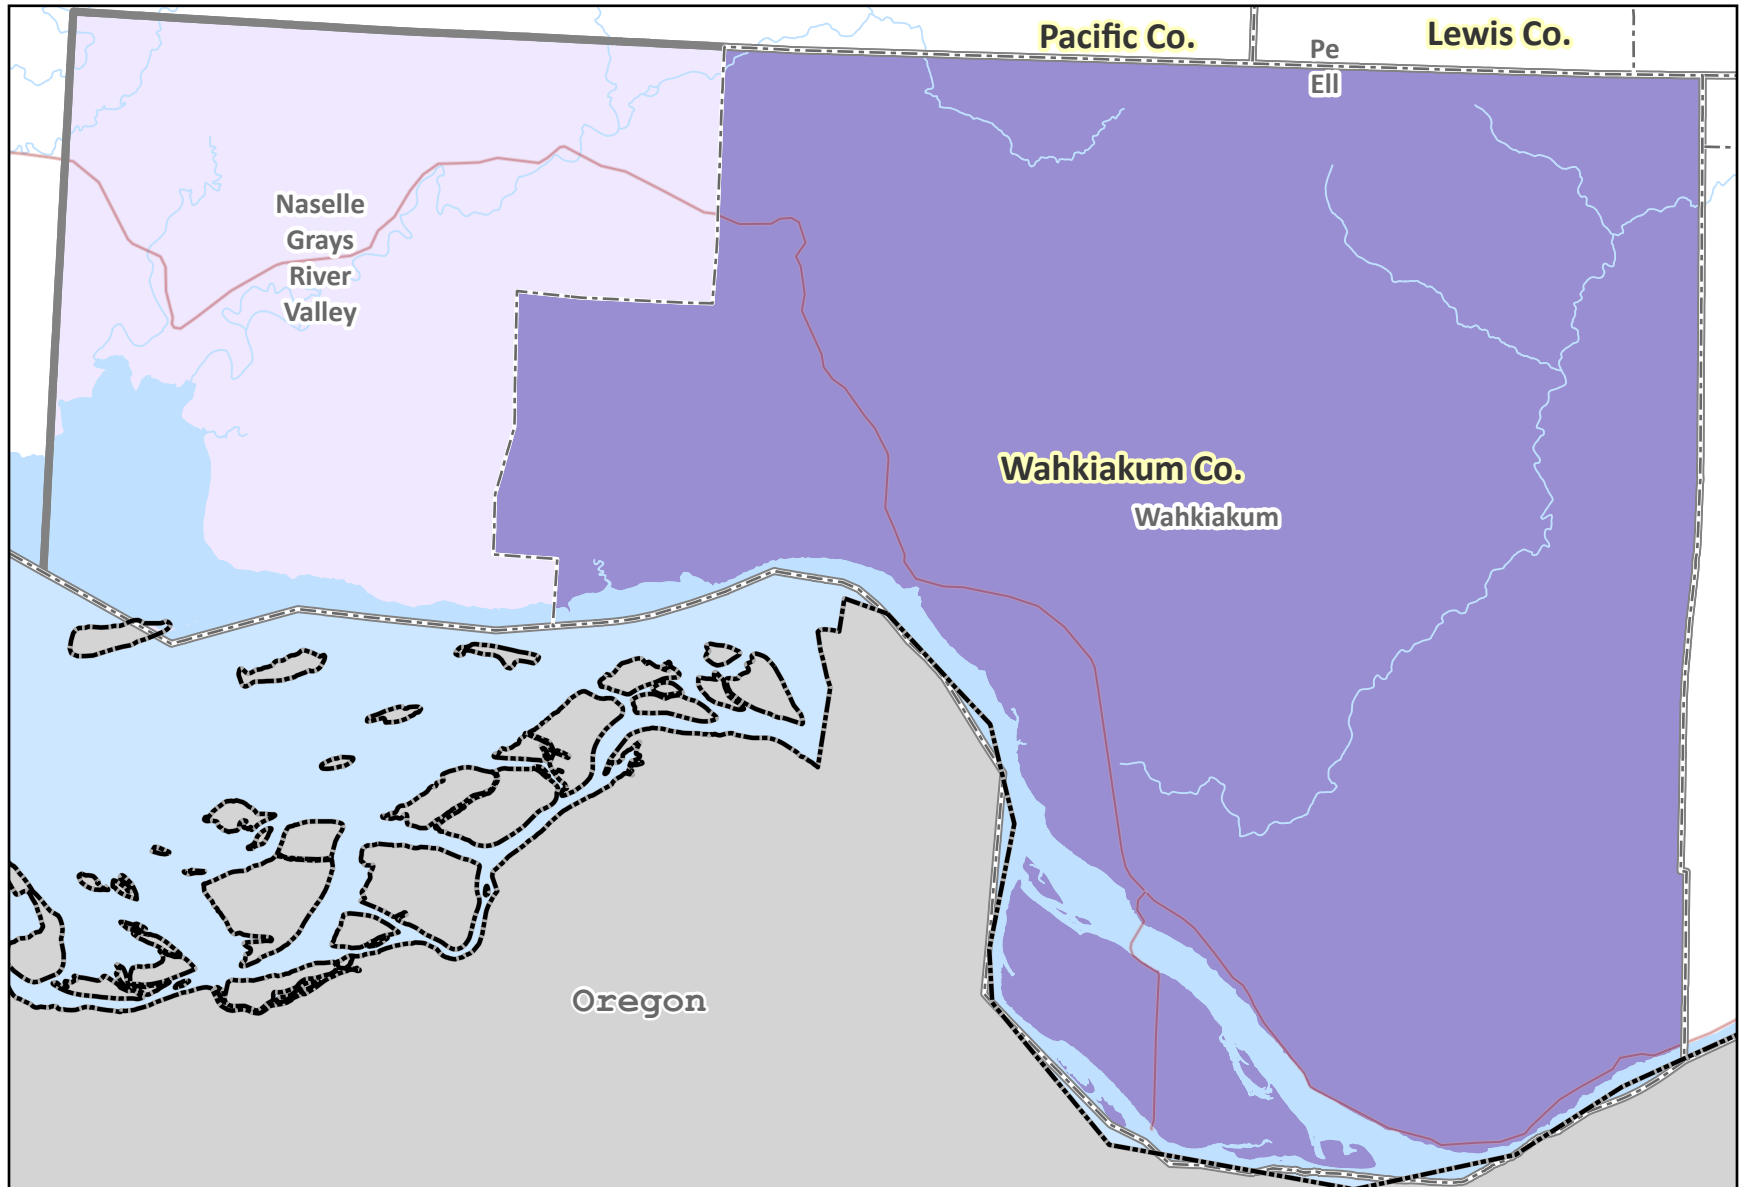 Pacific Co.
Lewis Co.
Pe
Ell
Naselle
Grays
River
Valley
Wahkiakum Co.
Wahkiakum
Oregon